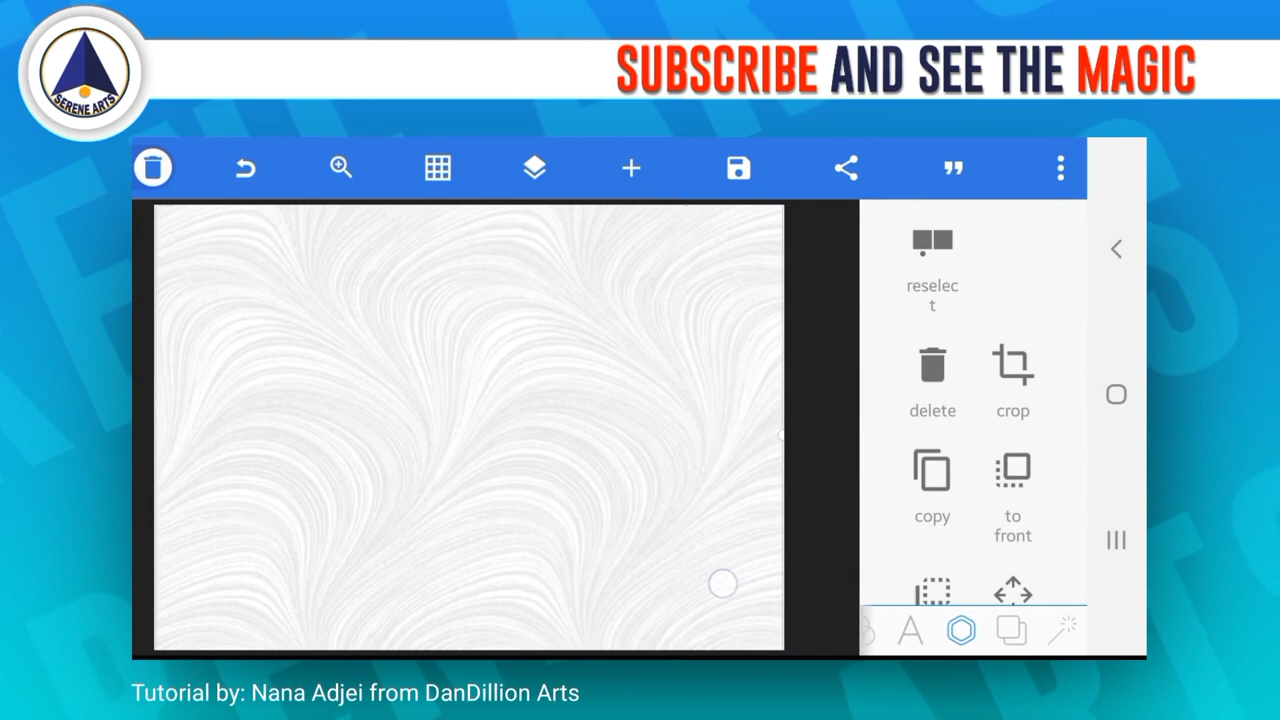 SUBSCRIBE AND SEE THE MAGIC
SERENE ARTS
reselec
t
delete
crop
copy
to
front
A
Tutorial by: Nana Adjei from DanDillion Arts